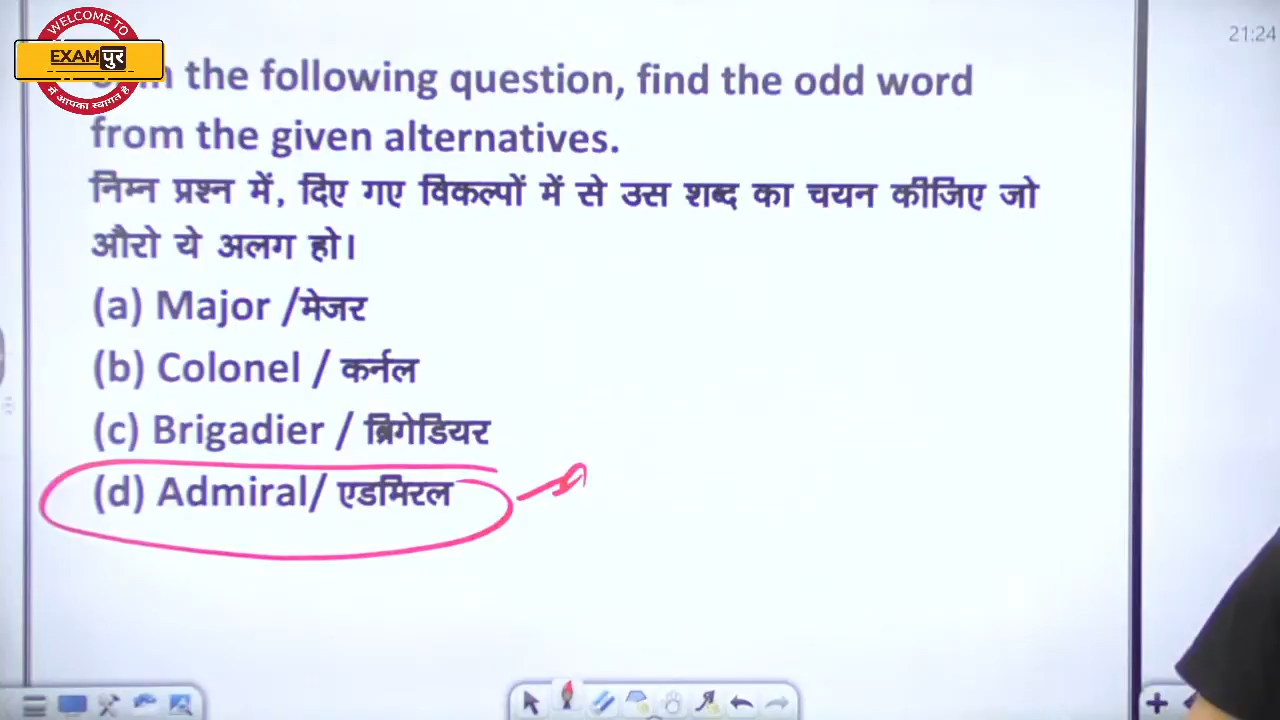 WELCOME TO
EXAMपुर
में आपका स्वागत है
21:24
the following question, find the odd word
from the given alternatives.
निम्न प्रश्न में, दिए गए विकल्पों में से उस शब्द का चयन कीजिए जो
औरो ये अलग हो।
(a) Major /मेजर
(b) Colonel / कर्नल
(c) Brigadier / ब्रिगेडियर
(d) Admiral/ एडमिरल